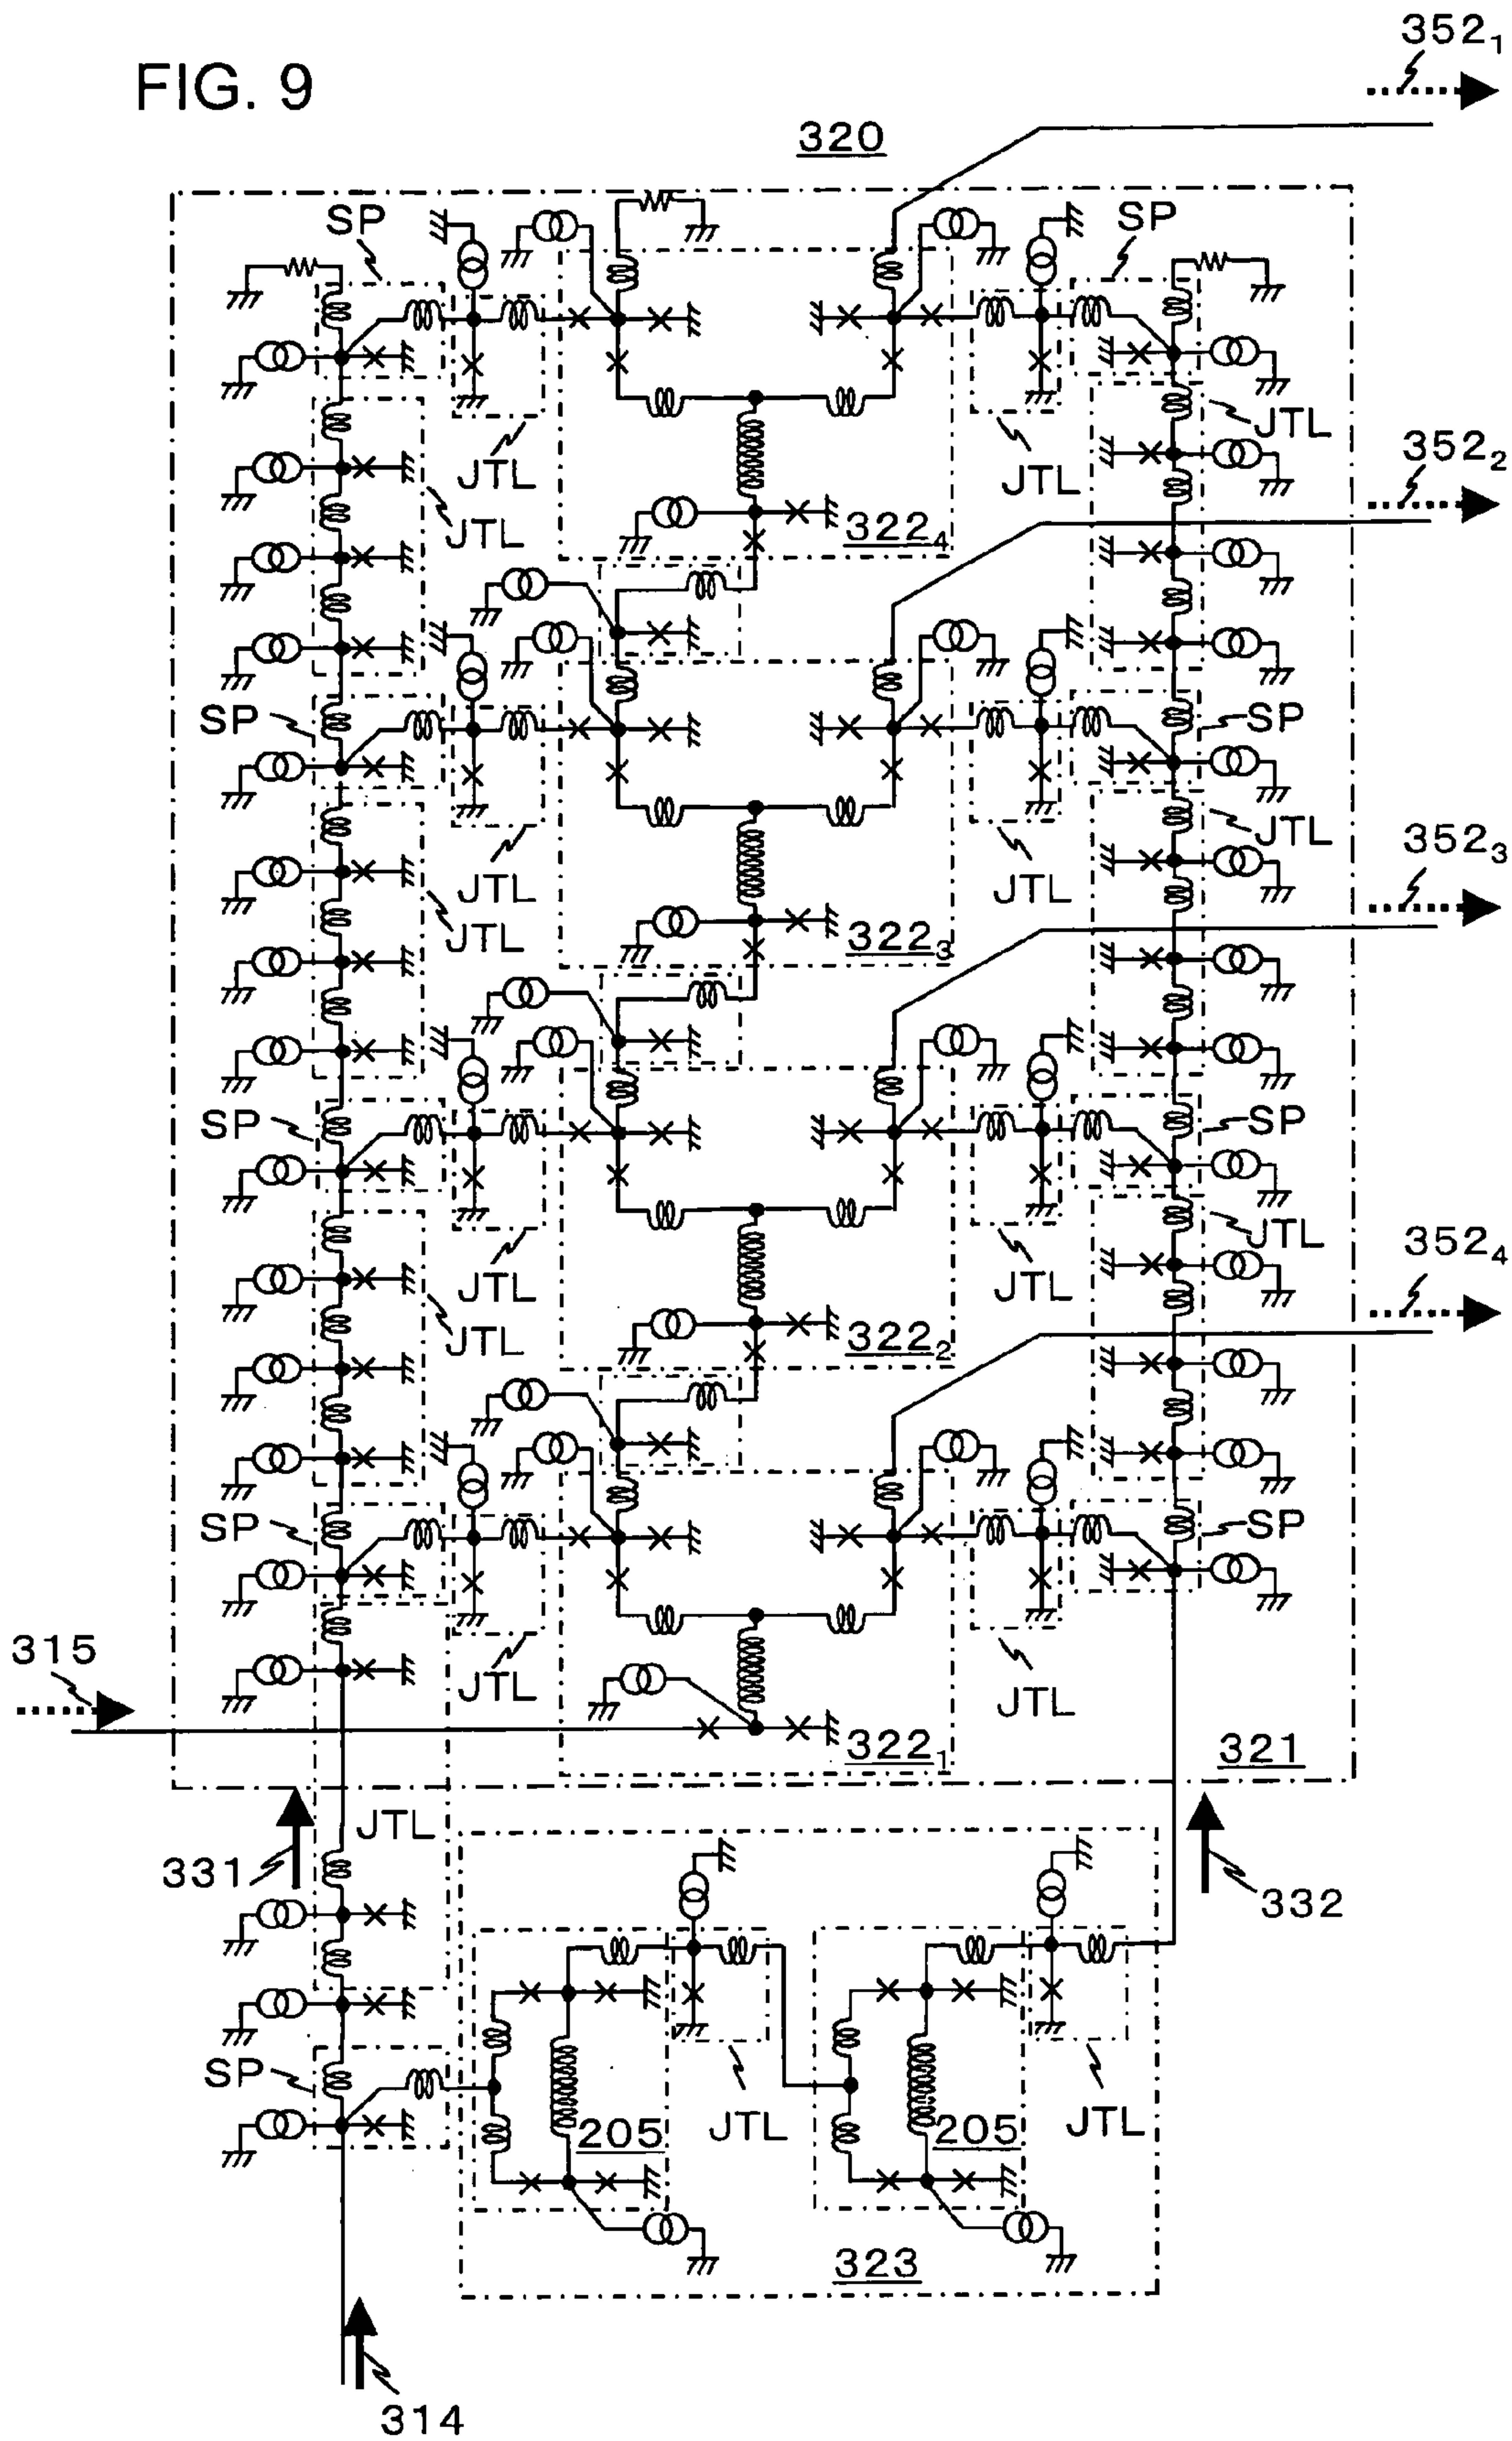 352₁
FIG. 9
320
SP
SP
JTL
JTL
JTL
352₂
JTL
322₄
SP
SP
JTL
352₃
JTL
JTL
JTL
322₃
SP
SP
JTL
352₄
JTL
JTL
JTL
322₂
SP
SP
315
JTL
JTL
322₁
321
JTL
331
332
SP
205
JTL
205
JTL
323
314